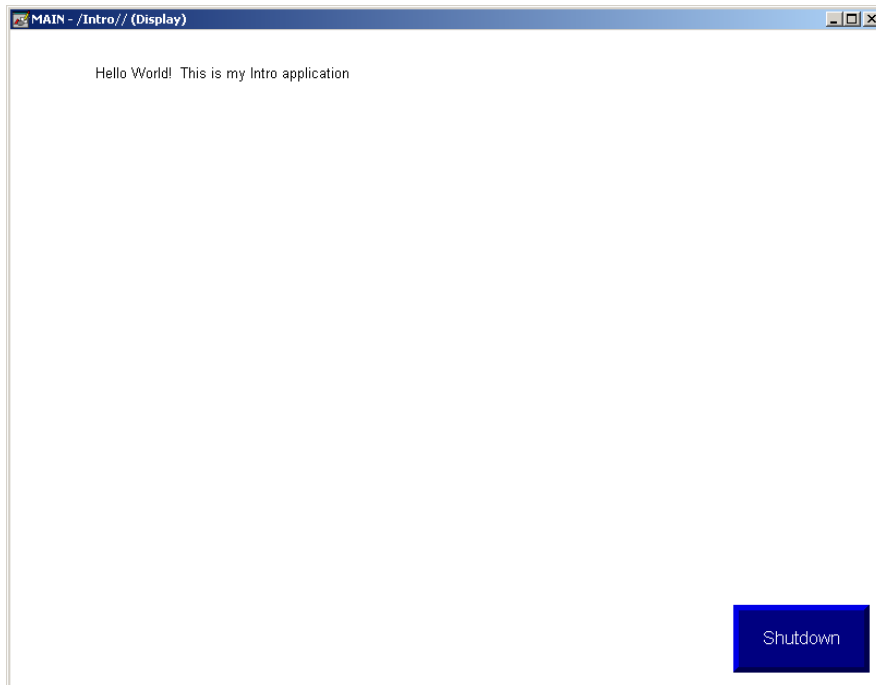 MAIN - /Intro// (Display)
Hello World!  This is my Intro application
Shutdown